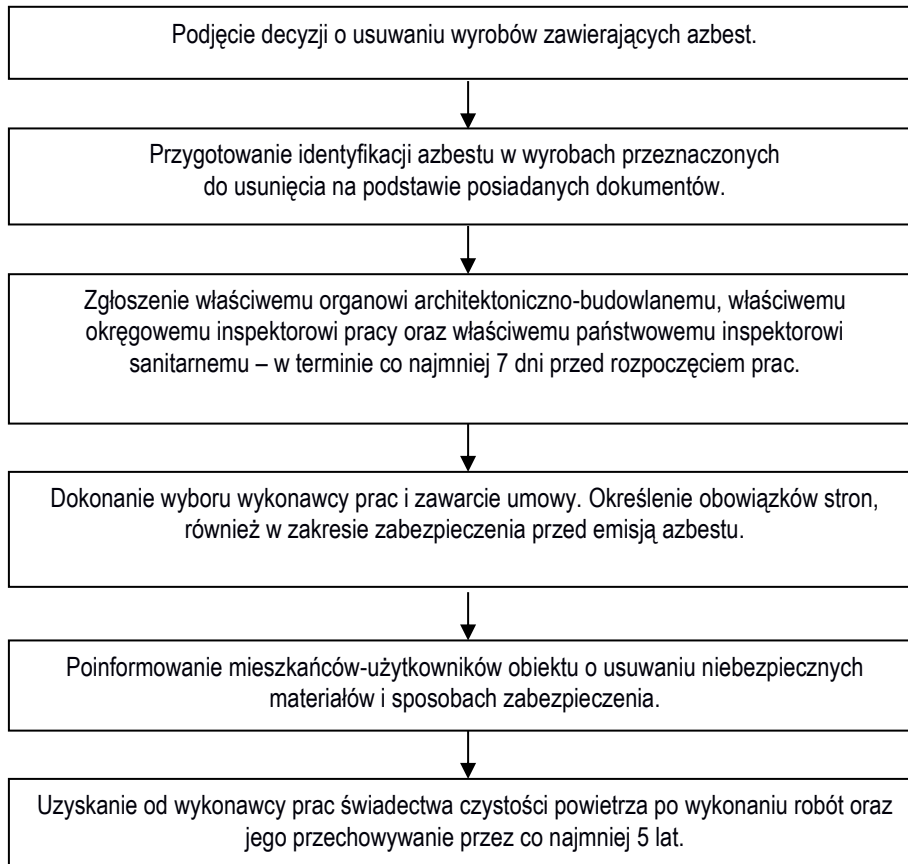 Podjęcie decyzji o usuwaniu wyrobów zawierających azbest.
Przygotowanie identyfikacji azbestu w wyrobach przeznaczonych
do usunięcia na podstawie posiadanych dokumentów.
Zgłoszenie właściwemu organowi architektoniczno-budowlanemu, właściwemu
okręgowemu inspektorowi pracy oraz właściwemu państwowemu inspektorowi
sanitarnemu – w terminie co najmniej 7 dni przed rozpoczęciem prac.
Dokonanie wyboru wykonawcy prac i zawarcie umowy. Określenie obowiązków stron,
również w zakresie zabezpieczenia przed emisją azbestu.
Poinformowanie mieszkańców-użytkowników obiektu o usuwaniu niebezpiecznych
materiałów i sposobach zabezpieczenia.
Uzyskanie od wykonawcy prac świadectwa czystości powietrza po wykonaniu robót oraz
jego przechowywanie przez co najmniej 5 lat.